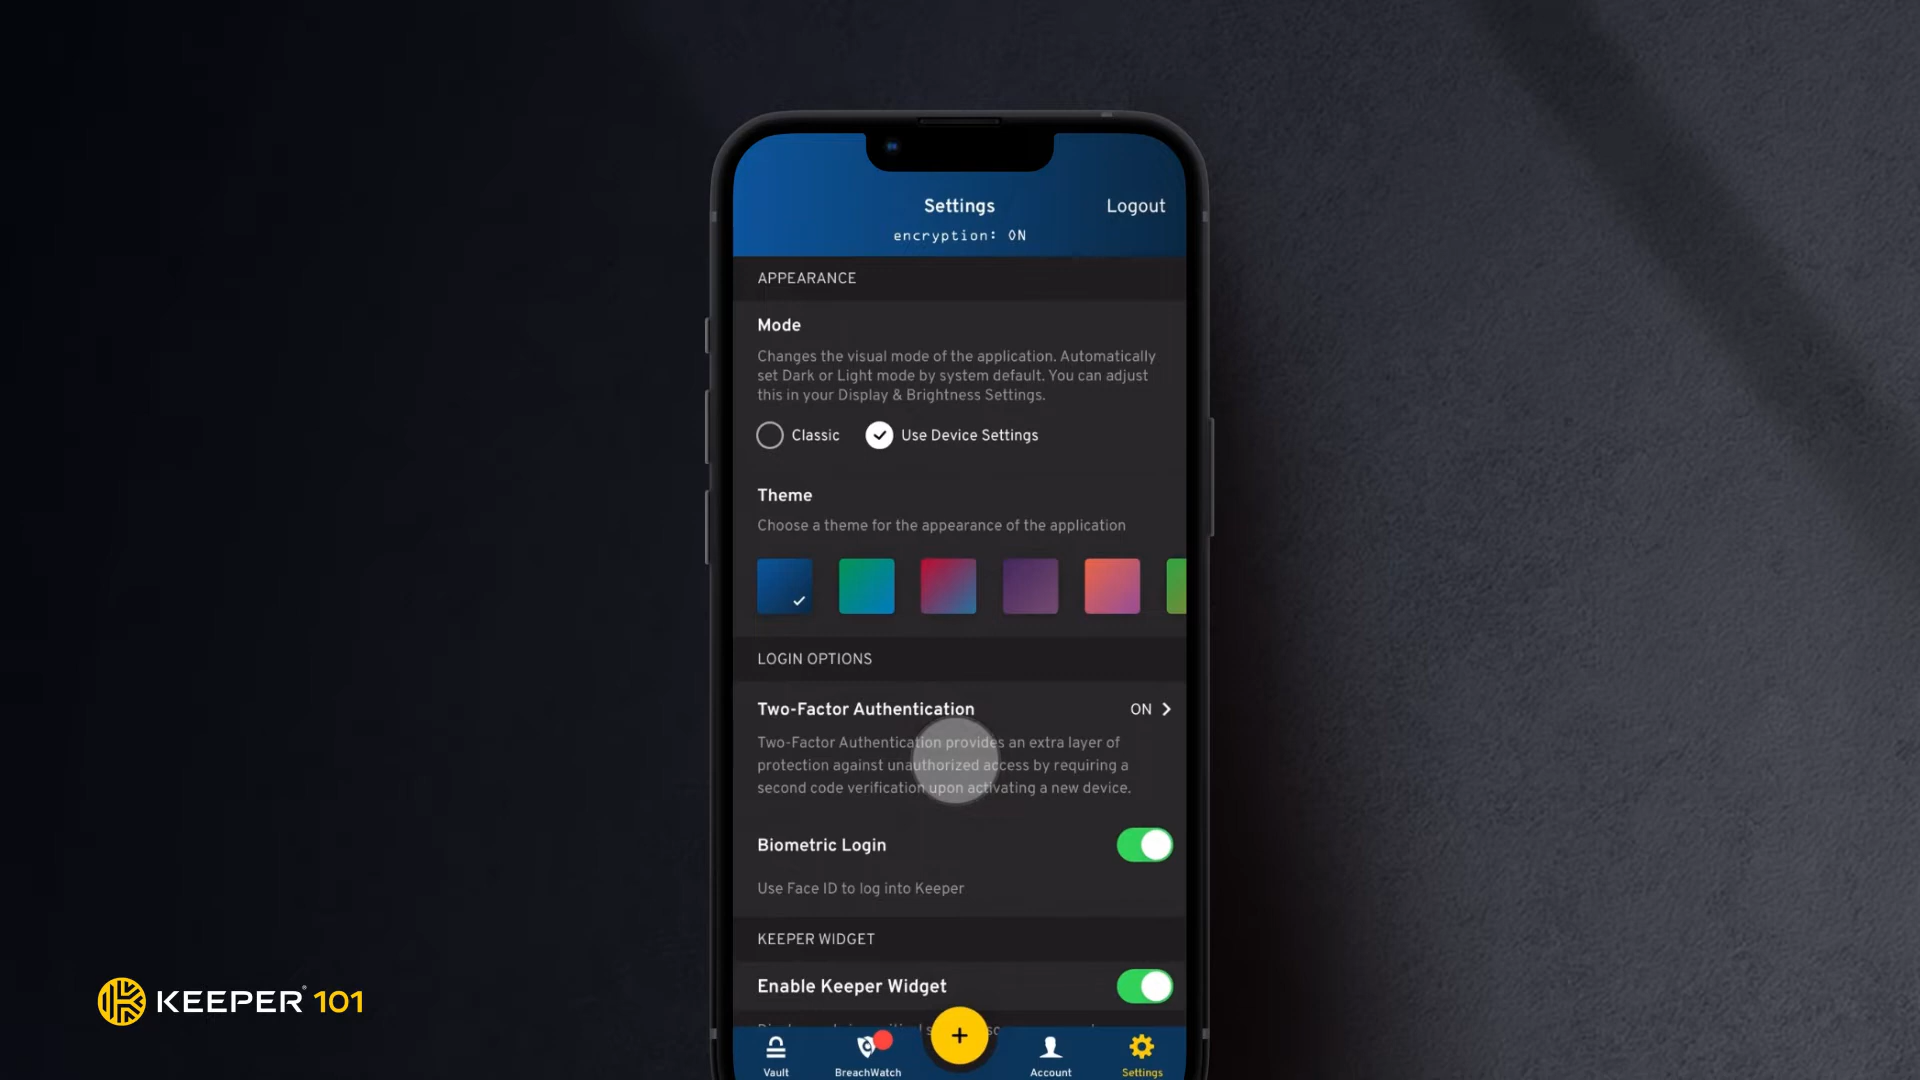 Settings
Logout
encryption: ON
APPEARANCE
Mode
Changes the visual mode of the application. Automatically
set Dark or Light mode by system default. You can adjust
this in your Display & Brightness Settings.
Classic
Use Device Settings
Theme
Choose a theme for the appearance of the application
LOGIN OPTIONS
Two-Factor Authentication
ON
Two-Factor Authentication provides an extra layer of
protection against unauthorized access by requiring a
second code verification upon activating a new device.
Biometric Login
Use Face ID to log into Keeper
KEEPER WIDGET
Enable Keeper Widget
Vault
BreachWatch
+
Account
Settings
KEEPER® 101